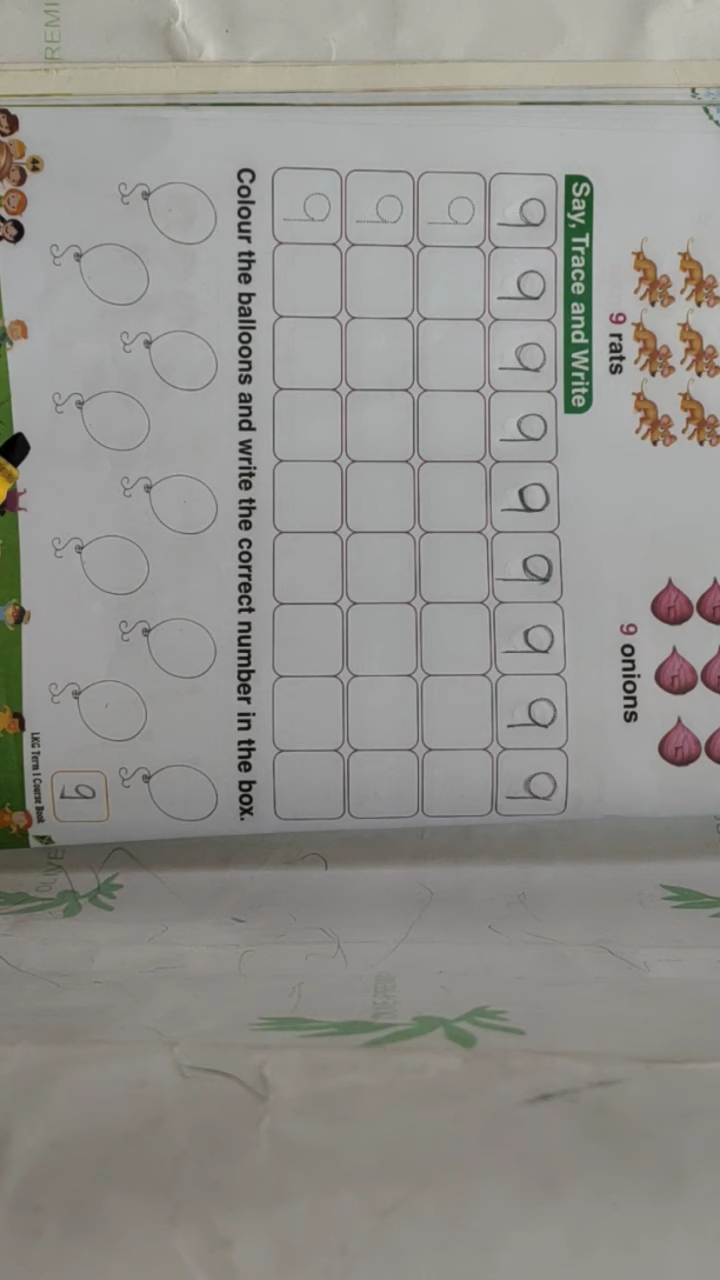 9 rats
9 onions
Say, Trace and Write
9 9 9 9 9 9 9 9 9
9
9
9
Colour the balloons and write the correct number in the box.
9
44
LKG Term 1 Course Book